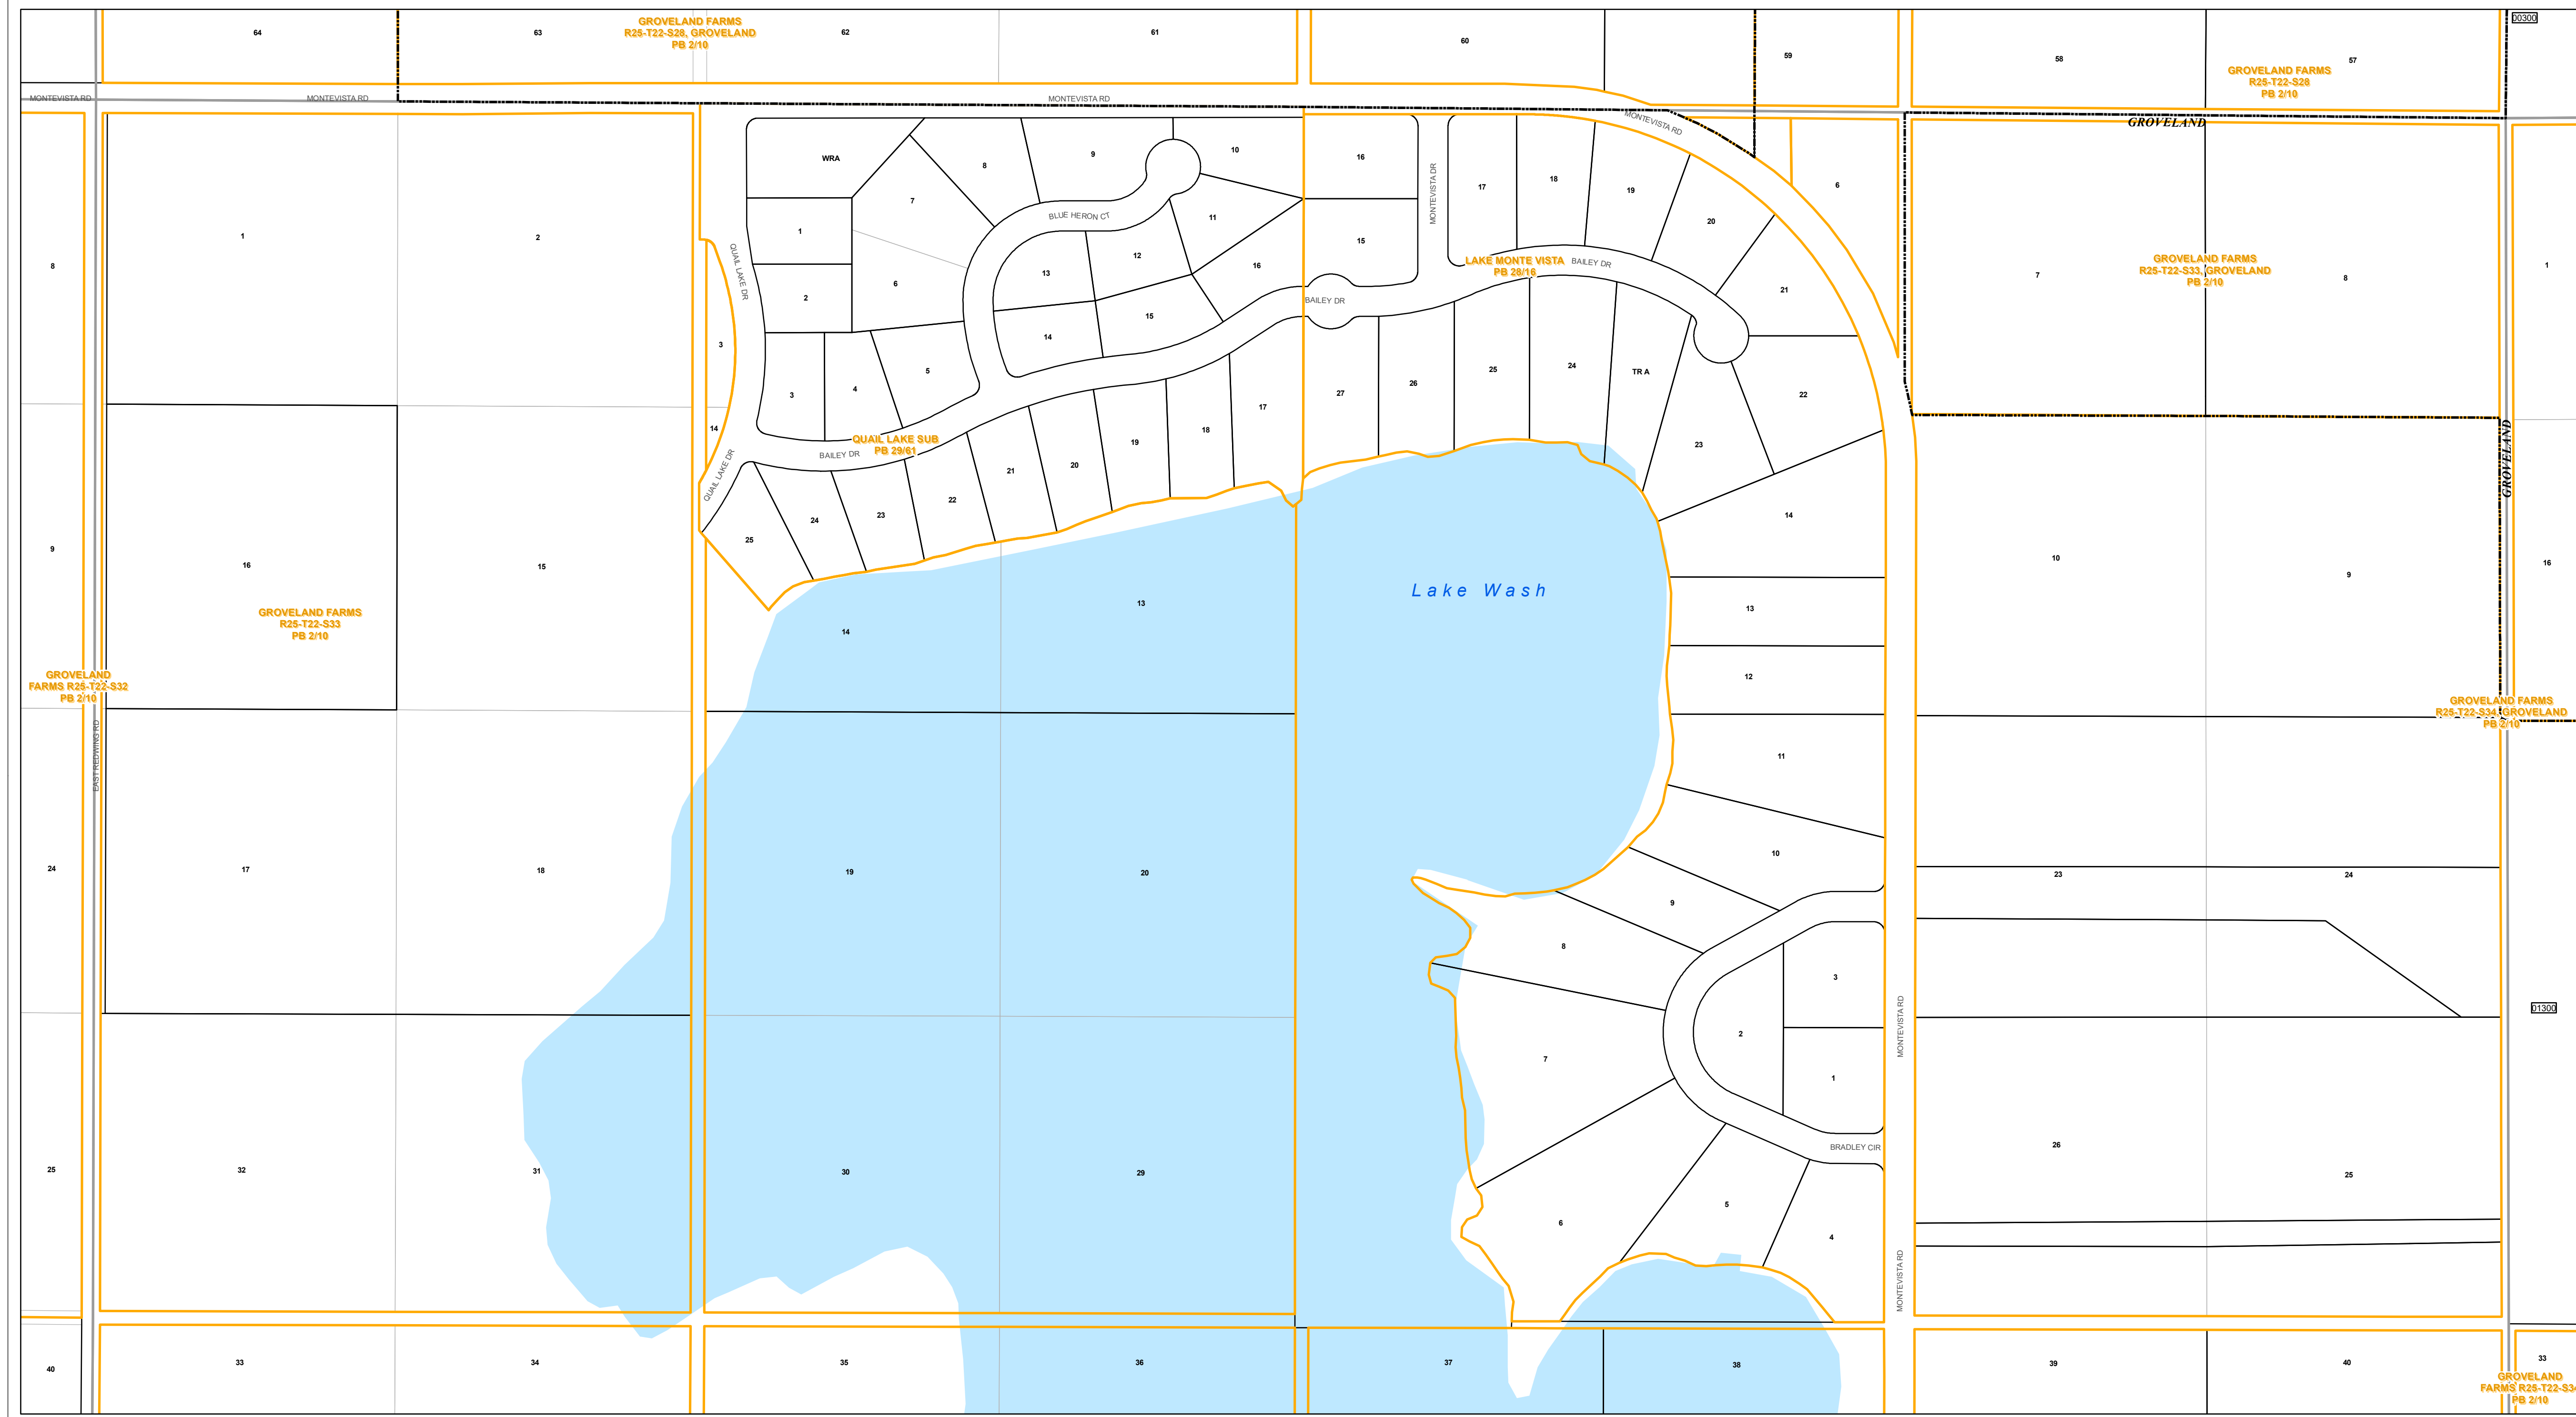 GROVELAND FARMS
R25-T22-S28, GROVELAND
PB 2/10
64
63
62
61
60
59
58
57
00300
GROVELAND FARMS
R25-T22-S28
PB 2/10
MONTEVISTA RD
MONTEVISTA RD
MONTEVISTA RD
MONTEVISTA RD
GROVELAND
8
1
2
WRA
8
9
10
7
1
BLUE HERON CT
11
12
13
16
2
6
15
14
QUAIL LAKE DR
3
3
4
5
14
16
15
MONTEVISTA DR
17
18
19
20
6
21
LAKE MONTE VISTA
PB 28/16
BAILEY DR
BAILEY DR
27
26
25
24
TR A
22
23
17
18
19
20
21
22
23
24
25
QUAIL LAKE SUB
PB 29/61
BAILEY DR
QUAIL LAKE DR
GROVELAND FARMS
R25-T22-S33, GROVELAND
PB 2/10
7
8
1
GROVELAND
9
16
15
GROVELAND FARMS
R25-T22-S33
PB 2/10
GROVELAND
FARMS R25-T22-S32
PB 2/10
EAST REDWING RD
14
13
Lake Wash
14
13
12
11
10
9
8
7
3
2
1
BRADLEY CIR
6
5
4
MONTEVISTA RD
MONTEVISTA RD
10
9
16
GROVELAND FARMS
R25-T22-S34, GROVELAND
PB 2/10
24
17
18
19
20
23
24
01300
25
32
31
30
29
26
25
40
33
34
35
36
37
38
39
40
33
GROVELAND
FARMS R25-T22-S34
PB 2/10